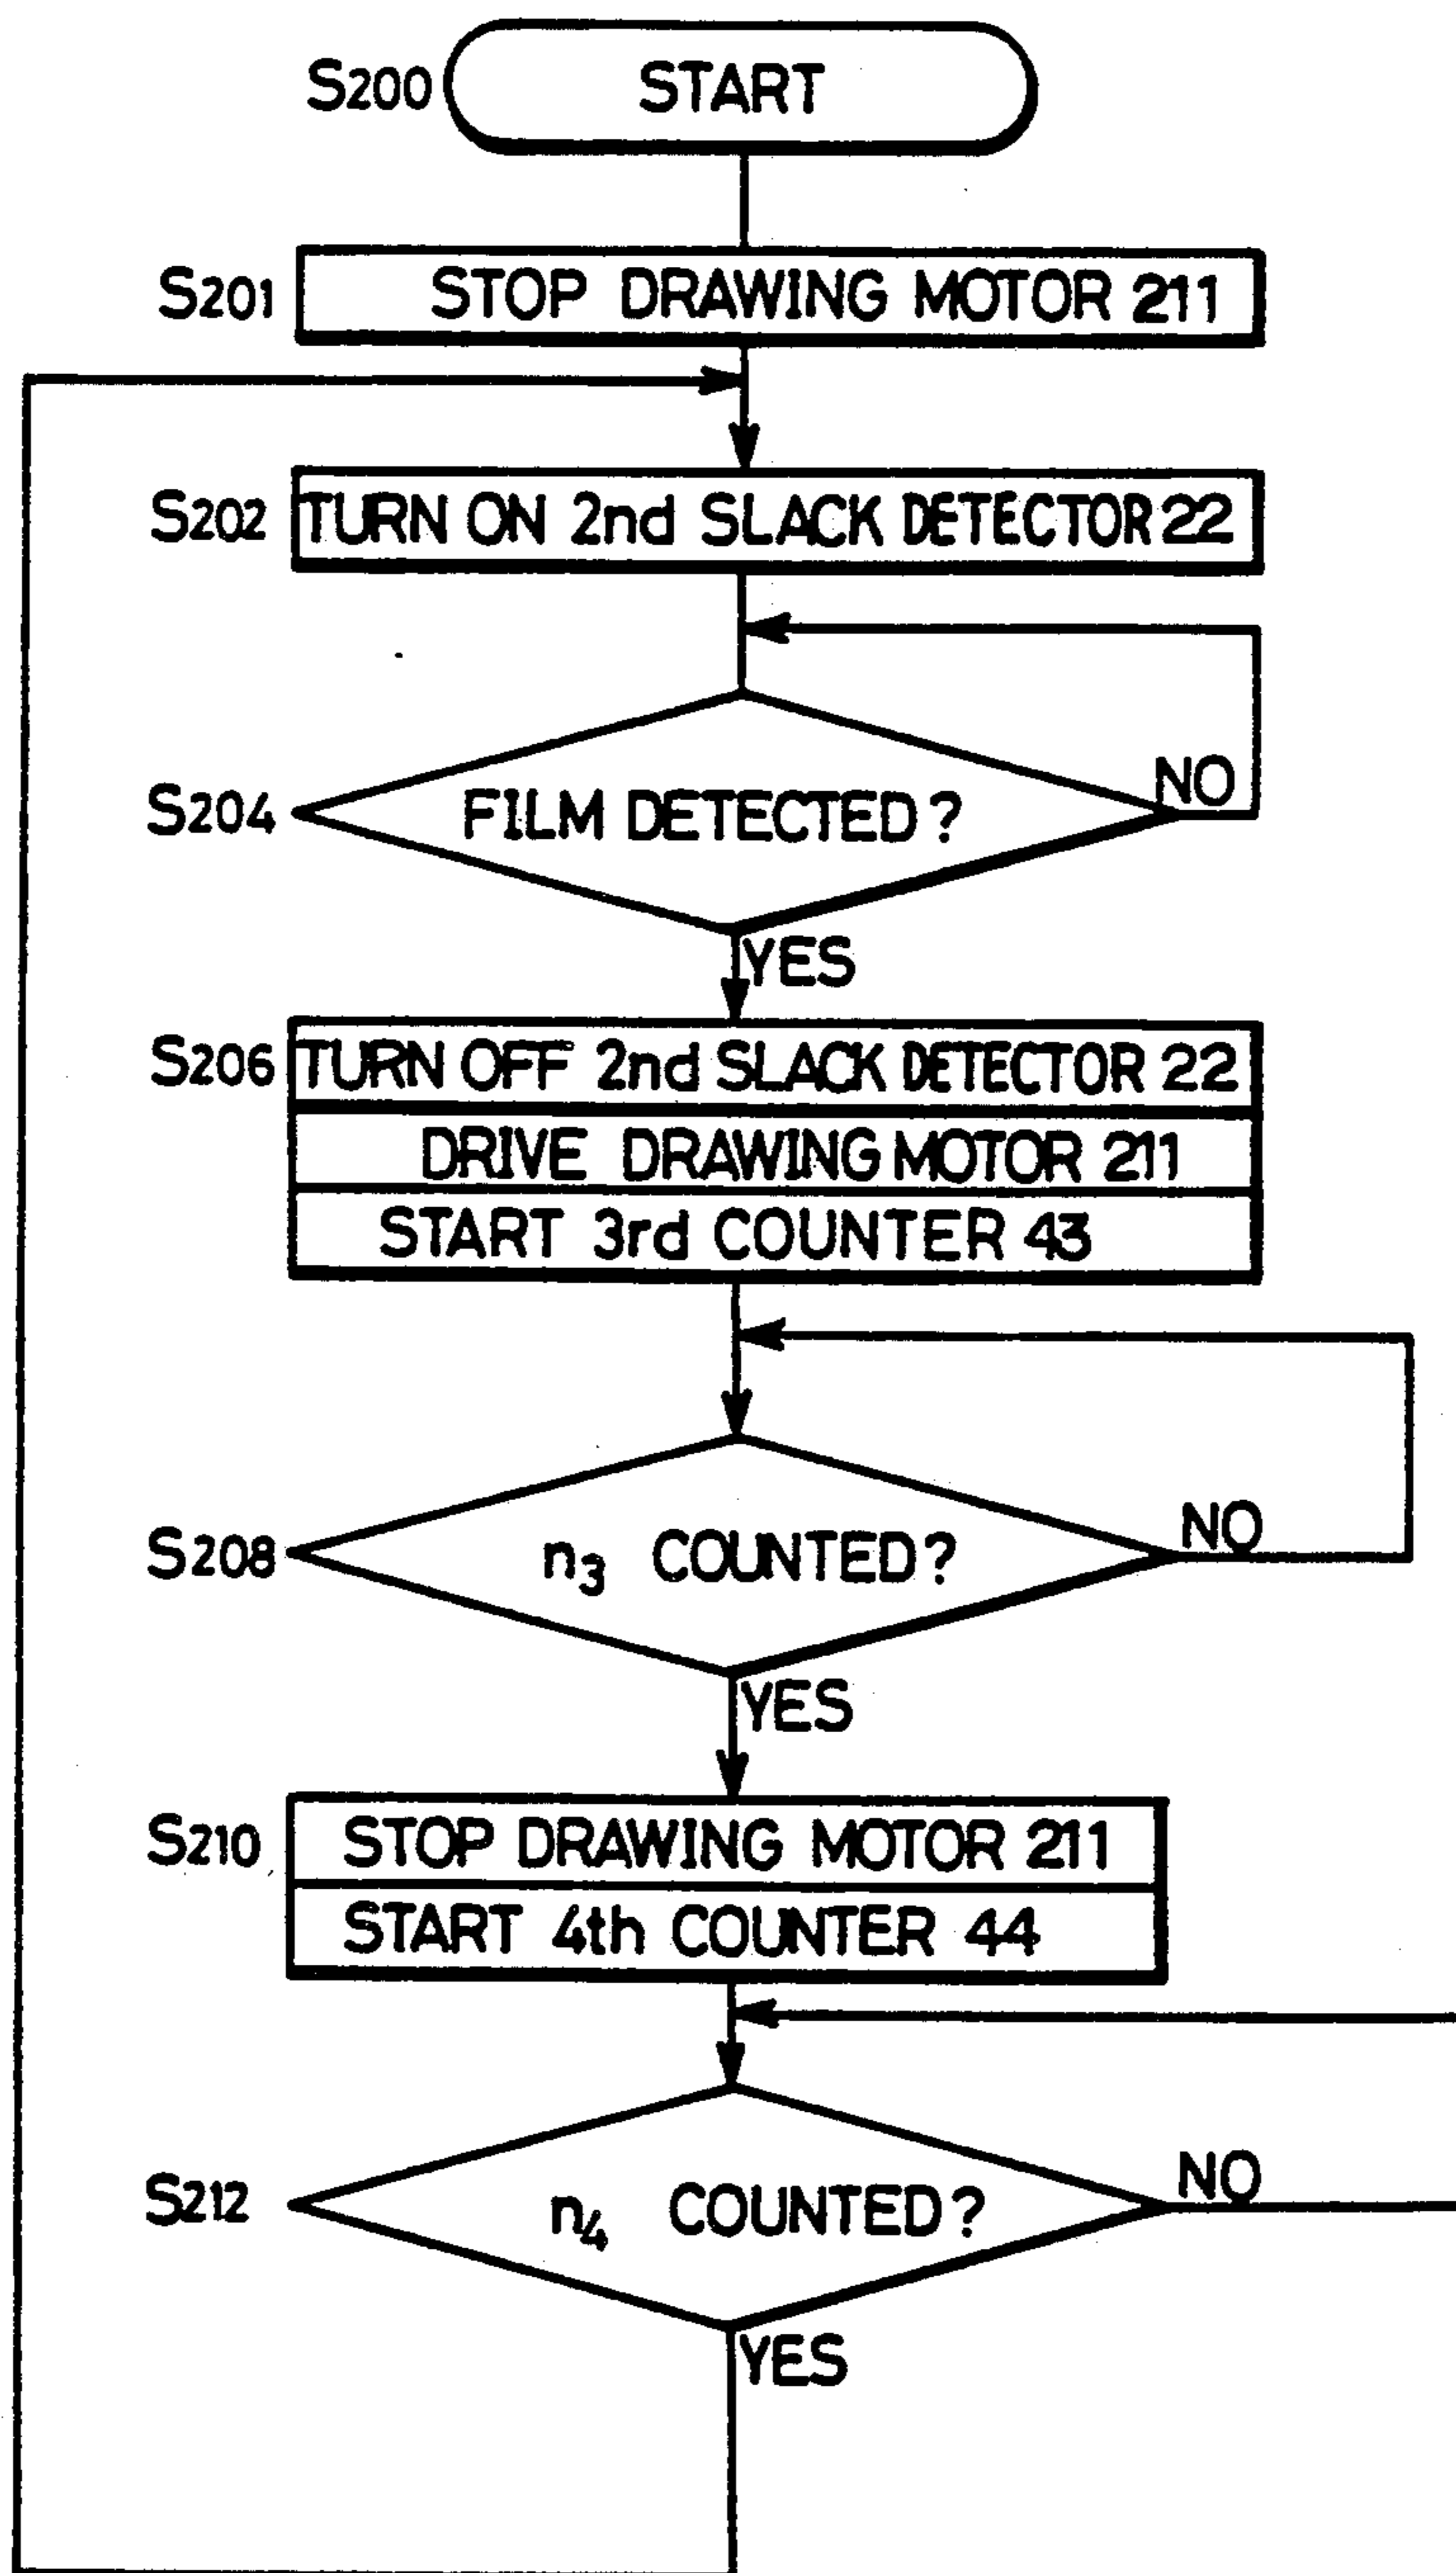 S200 START
S201 STOP DRAWING MOTOR 211
S202 TURN ON 2nd SLACK DETECTOR 22
S204 FILM DETECTED?
NO
YES
S206 TURN OFF 2nd SLACK DETECTOR 22
DRIVE DRAWING MOTOR 211
START 3rd COUNTER 43
S208 n3 COUNTED?
NO
YES
S210 STOP DRAWING MOTOR 211
START 4th COUNTER 44
S212 n4 COUNTED?
NO
YES